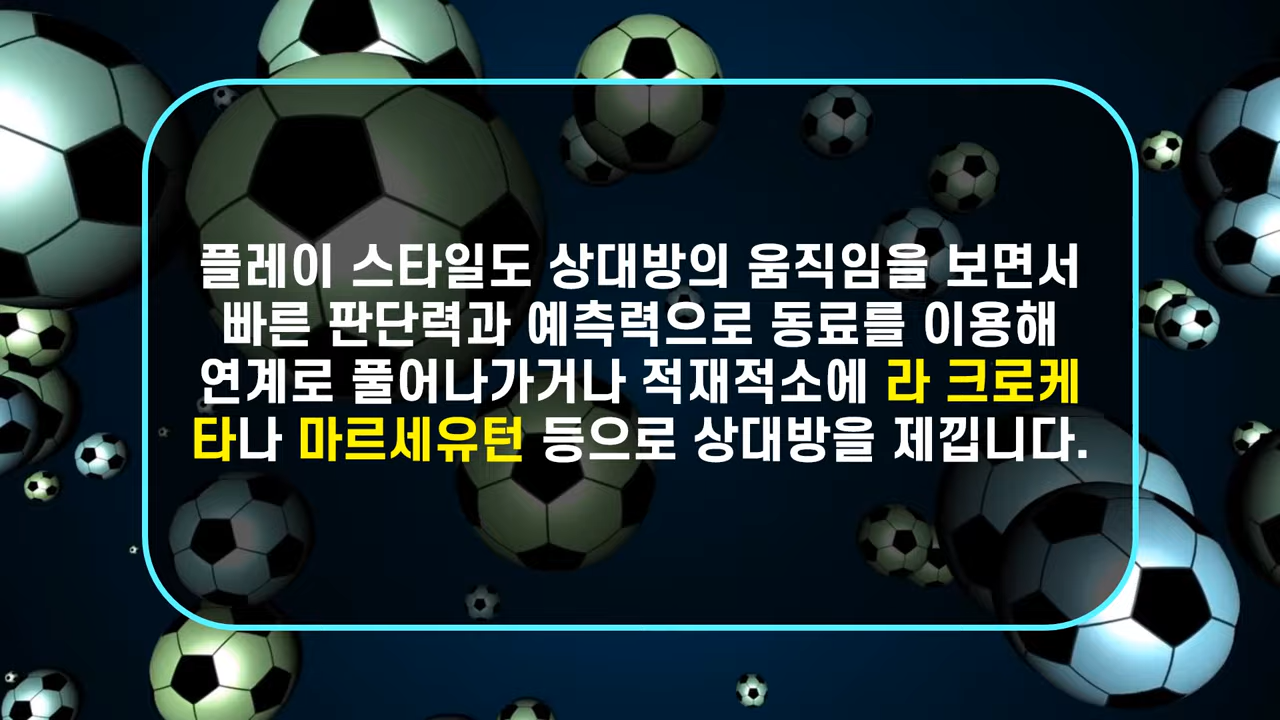 플레이 스타일도 상대방의 움직임을 보면서
빠른 판단력과 예측력으로 동료를 이용해
연계로 풀어나가거나 적재적소에 라 크로케
타나 마르세유턴 등으로 상대방을 제낍니다.